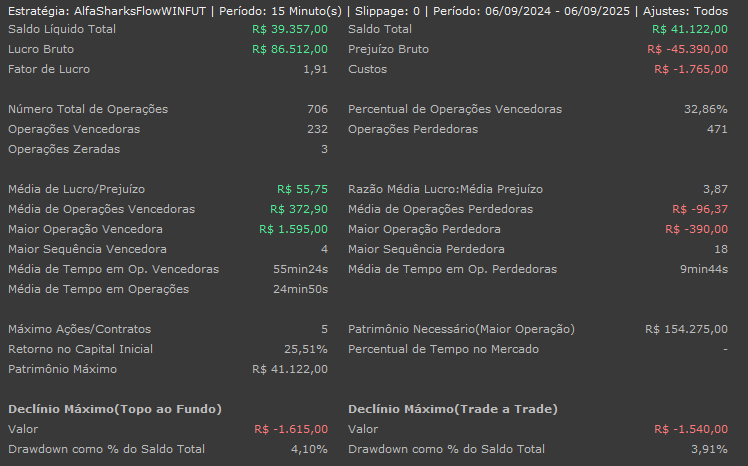 Estratégia: AlfaSharksFlowWINFUT | Período: 15 Minuto(s) | Slippage: 0 | Período: 06/09/2024 - 06/09/2025 | Ajustes: Todos
Saldo Líquido Total R$ 39.357,00 Saldo Total R$ 41.122,00
Lucro Bruto R$ 86.512,00 Prejuízo Bruto R$ -45.390,00
Fator de Lucro 1,91 Custos R$ -1.765,00
Número Total de Operações 706 Percentual de Operações Vencedoras 32,86%
Operações Vencedoras 232 Operações Perdedoras 471
Operações Zeradas 3
Média de Lucro/Prejuízo R$ 55,75 Razão Média Lucro:Média Prejuízo 3,87
Média de Operações Vencedoras R$ 372,90 Média de Operações Perdedoras R$ -96,37
Maior Operação Vencedora R$ 1.595,00 Maior Operação Perdedora R$ -390,00
Maior Sequência Vencedora 4 Maior Sequência Perdedora 18
Média de Tempo em Op. Vencedoras 55min24s Média de Tempo em Op. Perdedoras 9min44s
Média de Tempo em Operações 24min50s
Máximo Ações/Contratos 5 Patrimônio Necessário(Maior Operação) R$ 154.275,00
Retorno no Capital Inicial 25,51% Percentual de Tempo no Mercado -
Patrimônio Máximo R$ 41.122,00
Declínio Máximo(Topo ao Fundo) Declínio Máximo(Trade a Trade)
Valor R$ -1.615,00 Valor R$ -1.540,00
Drawdown como % do Saldo Total 4,10% Drawdown como % do Saldo Total 3,91%